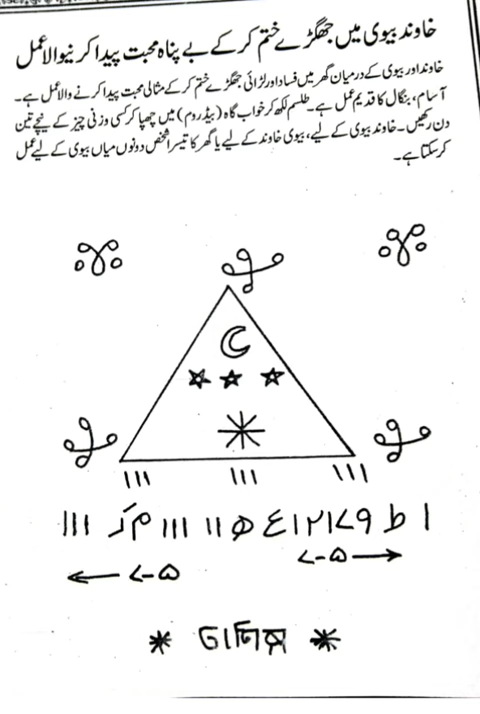 خاوند بیوی میں جھگڑے ختم کر کے بے پناہ محبت پیدا کرنیوالا عمل
خاوند اور بیوی کے درمیان گھر میں فساد اور لڑائی جھگڑے ختم کر کے مثالی محبت پیدا کرنے والا عمل ہے۔
آسام، بنگال کا قدیم عمل ہے۔ طلسم لکھ کر خواب گاہ (بیڈروم) میں چھپا کر کسی وزنی چیز کے نیچے تین
دن رکھیں۔ خاوند بیوی کے لیے، بیوی خاوند کے لیے یا گھر کا تیسرا شخص دونوں میاں بیوی کے لیے عمل
کر سکتا ہے۔
ااا ااا ااا